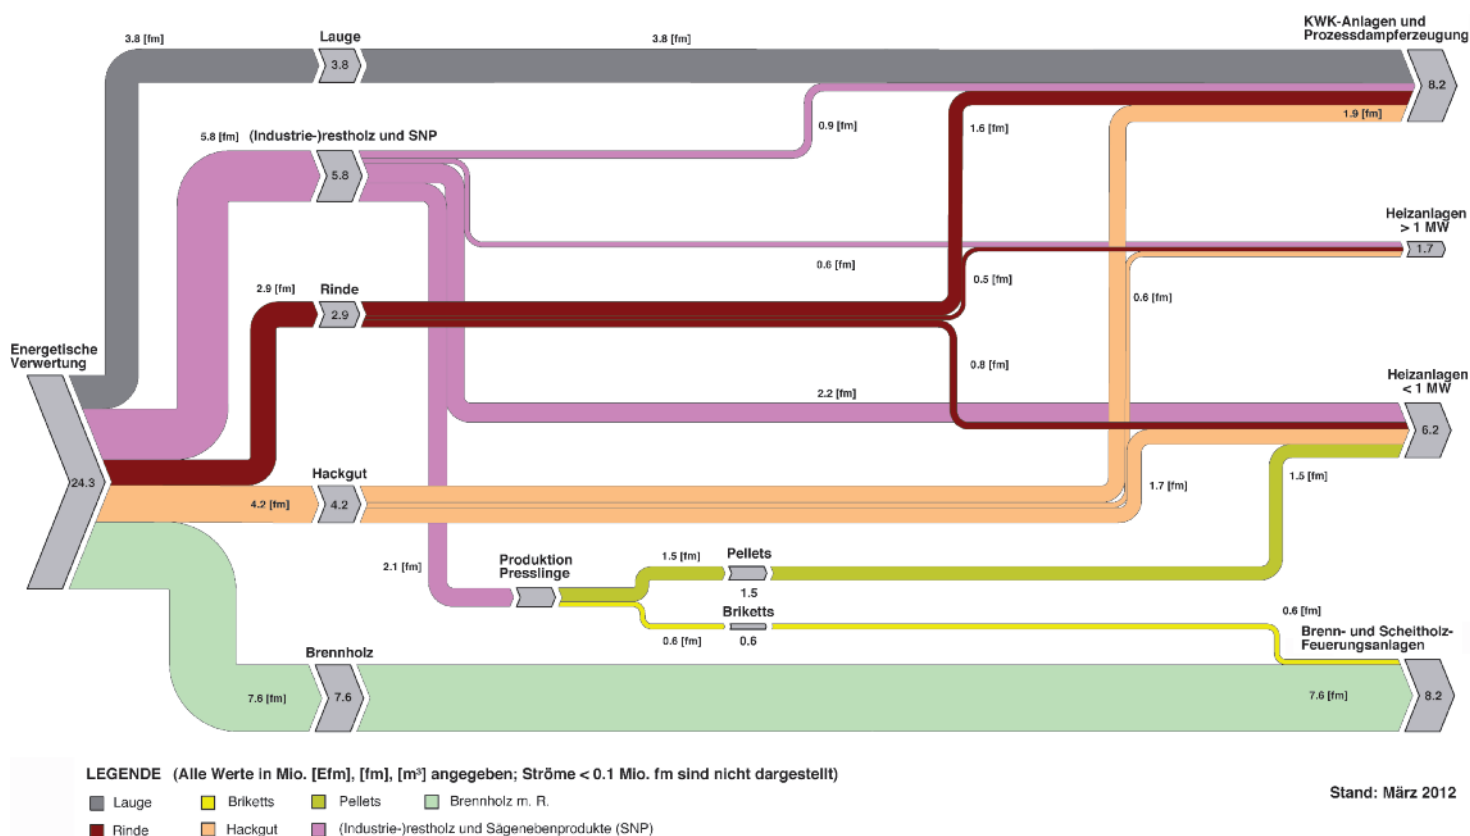 KWK-Anlagen und
Prozessdampferzeugung
3.8 [fm]
Lauge
3.8 [fm]
3.8
8.2
5.8 [fm]
(Industrie-)restholz und SNP
0.9 [fm]
1.6 [fm]
1.9 [fm]
5.8
Heizanlagen
> 1 MW
1.7
0.6 [fm]
0.5 [fm]
2.9 [fm]
Rinde
0.6 [fm]
2.9
Energetische
Verwertung
0.8 [fm]
Heizanlagen
< 1 MW
2.2 [fm]
6.2
24.3
Hackgut
4.2 [fm]
4.2
1.7 [fm]
1.5 [fm]
2.1 [fm]
Produktion
Presslinge
1.5 [fm]
Pellets
1.5
Briketts
0.6 [fm]
0.6
0.6 [fm]
Brenn- und Scheitholz-
Feuerungsanlagen
Brennholz
7.6 [fm]
7.6
7.6 [fm]
8.2
LEGENDE (Alle Werte in Mio. [Efm], [fm], [m³] angegeben; Ströme < 0.1 Mio. fm sind nicht dargestellt)
Lauge
Briketts
Pellets
Brennholz m. R.
Stand: März 2012
Rinde
Hackgut
(Industrie-)restholz und Sägenebenprodukte (SNP)